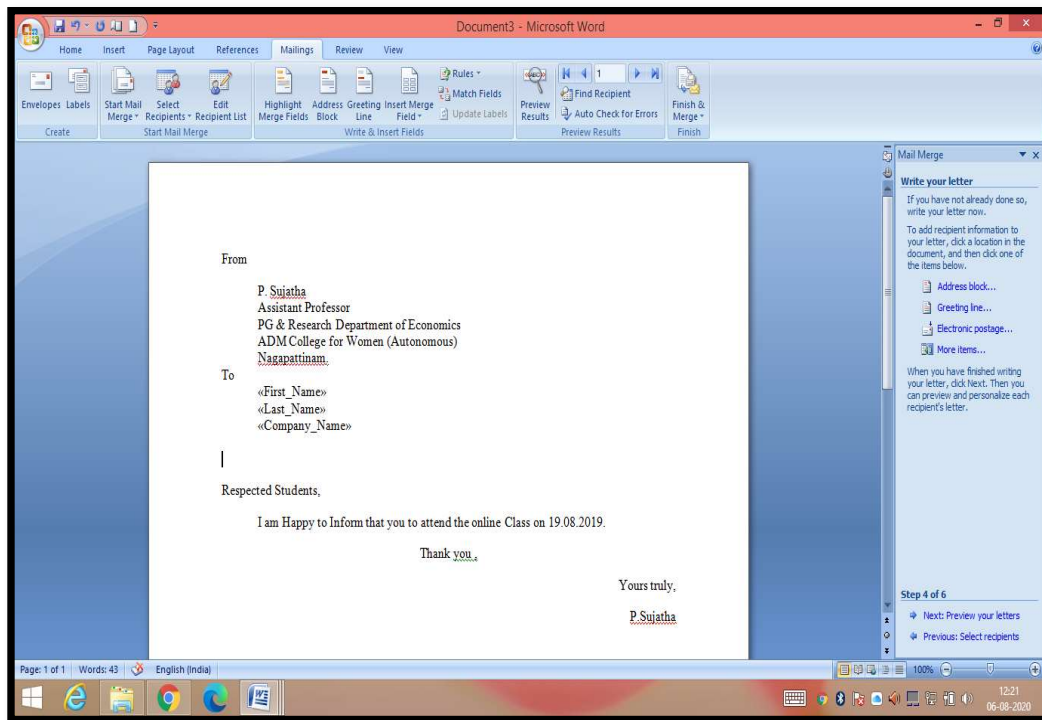 Document3 - Microsoft Word
Home Insert Page Layout References Mailings Review View
Envelopes Labels
Create
Start Mail Merge
Select Recipients
Edit Recipient List
Start Mail Merge
Highlight Merge Fields
Address Block
Greeting Line
Insert Merge Field
Rules
Match Fields
Update Labels
Write & Insert Fields
Preview Results
1
Find Recipient
Auto Check for Errors
Preview Results
Finish & Merge
Finish
From
P. Sujatha
Assistant Professor
PG & Research Department of Economics
ADM College for Women (Autonomous)
Nagapattinam.
To
«First_Name»
«Last_Name»
«Company_Name»
Respected Students,
I am Happy to Inform that you to attend the online Class on 19.08.2019.
Thank you ,
Yours truly,
P.Sujatha
Mail Merge
Write your letter
If you have not already done so,
write your letter now.
To add recipient information to
your letter, click a location in the
document, and then click one of
the items below.
Address block...
Greeting line...
Electronic postage...
More items...
When you have finished writing
your letter, click Next. Then you
can preview and personalize each
recipient's letter.
Step 4 of 6
Next: Preview your letters
Previous: Select recipients
Page: 1 of 1 Words: 43 English (India) 100%
12:21
06-08-2020